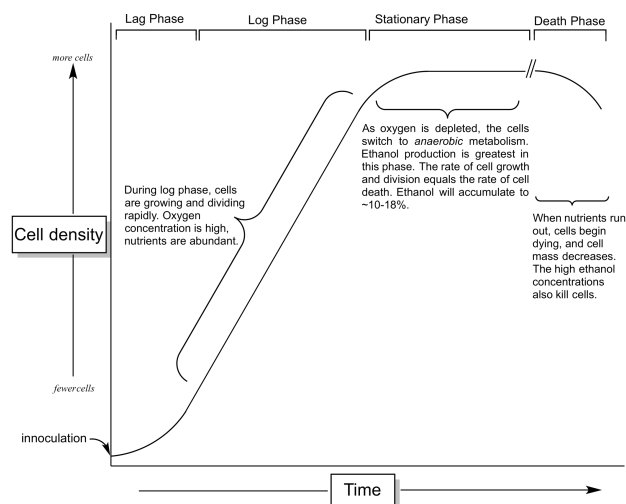 Lag Phase
Log Phase
Stationary Phase
Death Phase
more cells
As oxygen is depleted, the cells
switch to anaerobic metabolism.
Ethanol production is greatest in
this phase. The rate of cell growth
and division equals the rate of cell
death. Ethanol will accumulate to
~10-18%.
During log phase, cells
are growing and dividing
rapidly. Oxygen
concentration is high,
nutrients are abundant.
When nutrients run
out, cells begin
dying, and cell
mass decreases.
The high ethanol
concentrations
also kill cells.
Cell density
fewercells
innoculation
Time